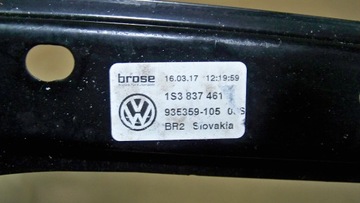 brose 16.03.17 12:19:59
1S3 837 461
935359-105
BR2 Slovakia